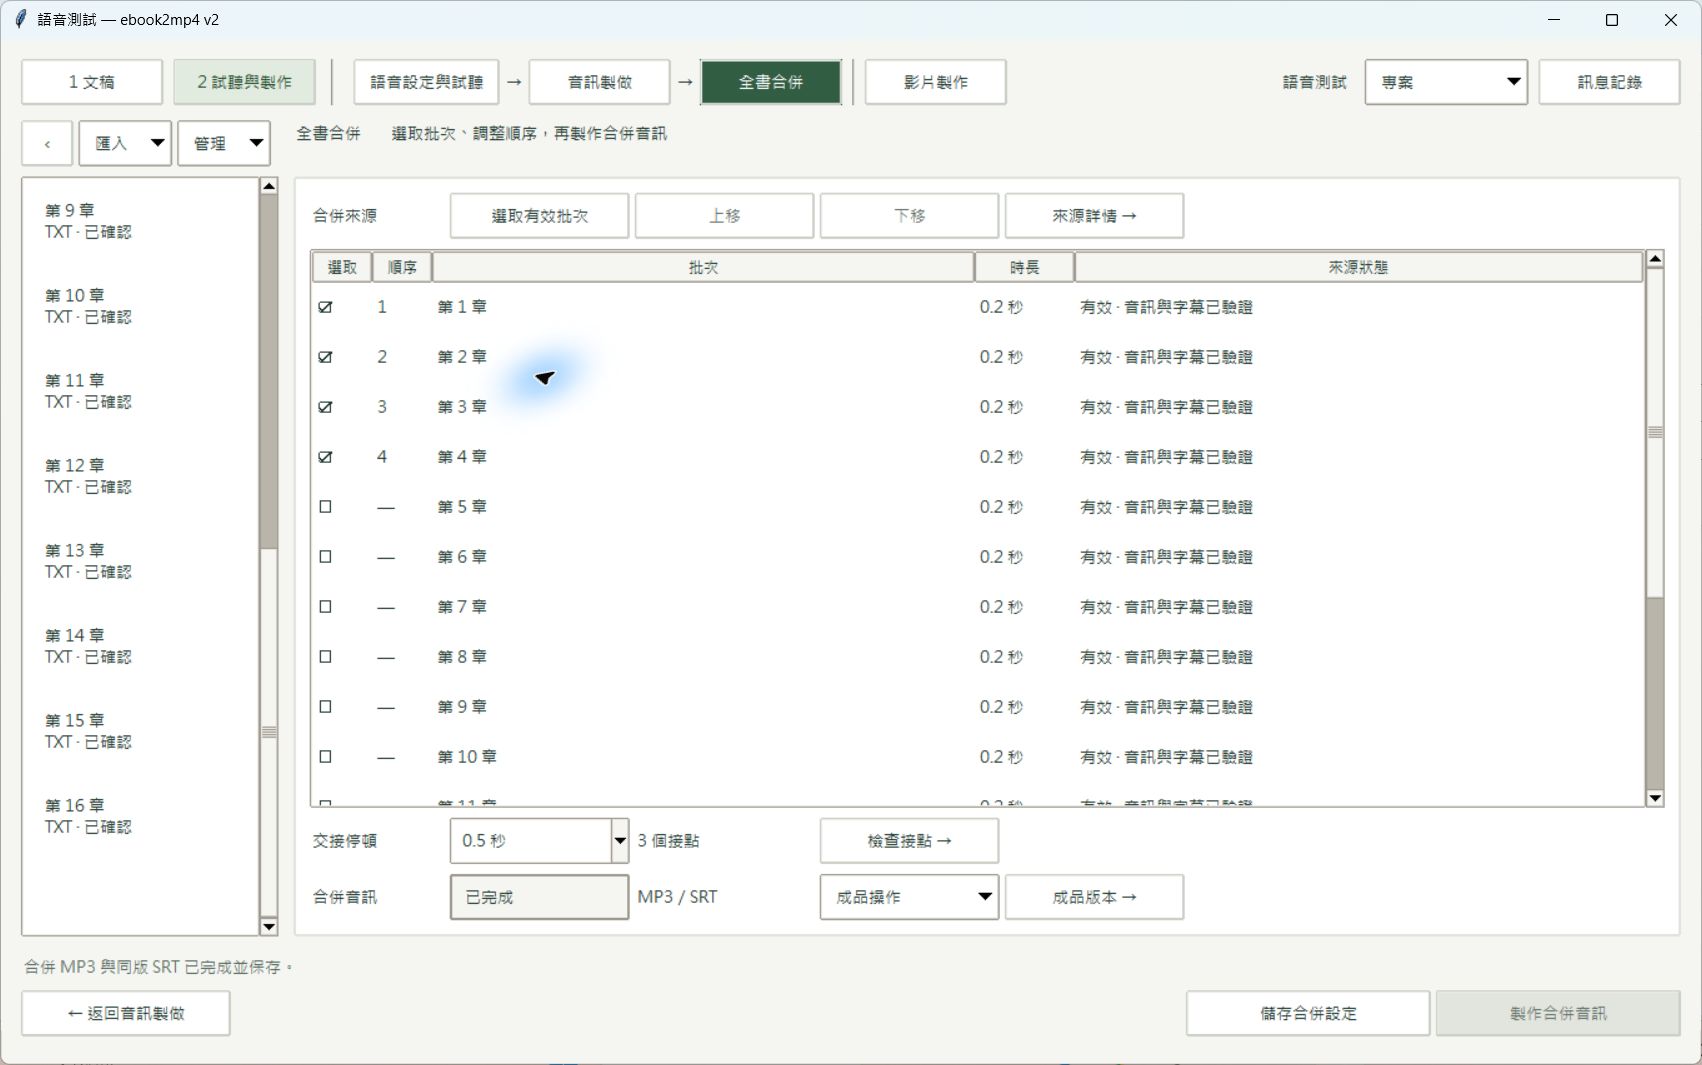 語音測試 — ebook2mp4 v2
1 文稿
2 試聽與製作
語音設定與試聽
→
音訊製做
→
全書合併
影片製作
語音測試
專案
訊息記錄
‹
匯入
管理
全書合併
選取批次、調整順序，再製作合併音訊
第 9 章
TXT · 已確認
第 10 章
TXT · 已確認
第 11 章
TXT · 已確認
第 12 章
TXT · 已確認
第 13 章
TXT · 已確認
第 14 章
TXT · 已確認
第 15 章
TXT · 已確認
第 16 章
TXT · 已確認
合併來源
選取有效批次
上移
下移
來源詳情 →
選取 順序 批次 時長 來源狀態
1 第 1 章 0.2 秒 有效 · 音訊與字幕已驗證
2 第 2 章 0.2 秒 有效 · 音訊與字幕已驗證
3 第 3 章 0.2 秒 有效 · 音訊與字幕已驗證
4 第 4 章 0.2 秒 有效 · 音訊與字幕已驗證
— 第 5 章 0.2 秒 有效 · 音訊與字幕已驗證
— 第 6 章 0.2 秒 有效 · 音訊與字幕已驗證
— 第 7 章 0.2 秒 有效 · 音訊與字幕已驗證
— 第 8 章 0.2 秒 有效 · 音訊與字幕已驗證
— 第 9 章 0.2 秒 有效 · 音訊與字幕已驗證
— 第 10 章 0.2 秒 有效 · 音訊與字幕已驗證
交接停頓
0.5 秒
3 個接點
檢查接點 →
合併音訊
已完成
MP3 / SRT
成品操作
成品版本 →
合併 MP3 與同版 SRT 已完成並保存。
← 返回音訊製做
儲存合併設定
製作合併音訊